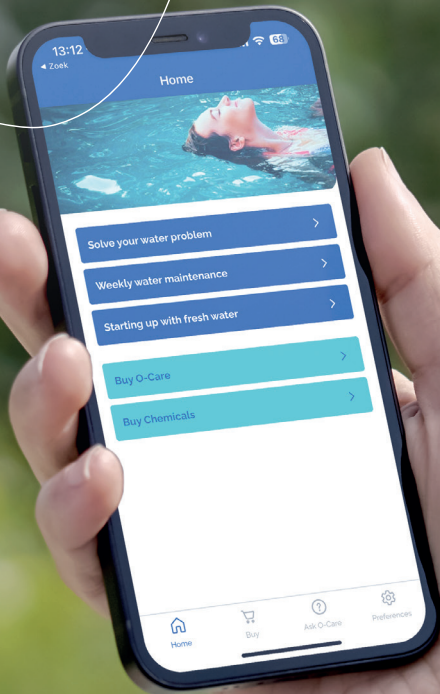 13:12
68
◂ Zoek
Home
Solve your water problem
Weekly water maintenance
Starting up with fresh water
Buy O-Care
Buy Chemicals
Home
Buy
Ask O-Care
Preferences